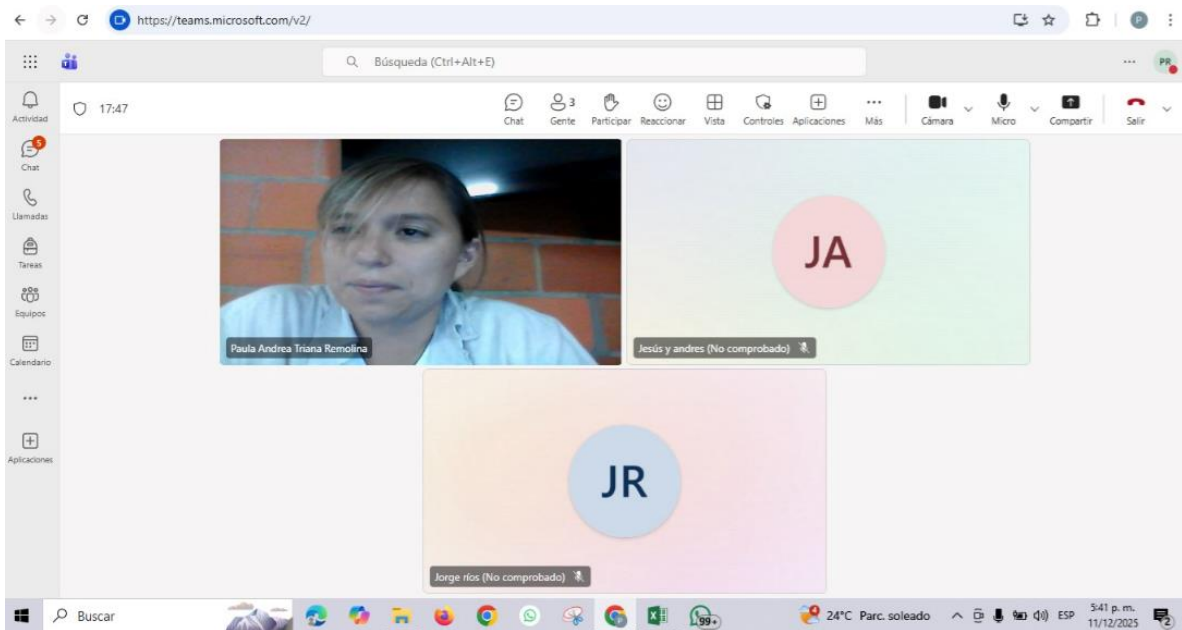 https://teams.microsoft.com/v2/
P
Búsqueda (Ctrl+Alt+E)
PR
Actividad
17:47
Chat
3
Gente
Participar
Reaccionar
Vista
Controles
Aplicaciones
Más
Cámara
Micro
Compartir
Salir
5
Chat
Llamadas
Tareas
Equipos
Calendario
Aplicaciones
Paula Andrea Triana Remolina
JA
Jesús y andres (No comprobado)
JR
Jorge ríos (No comprobado)
Buscar
99+
24°C Parc. soleado
ESP
5:41 p. m.
11/12/2025
2